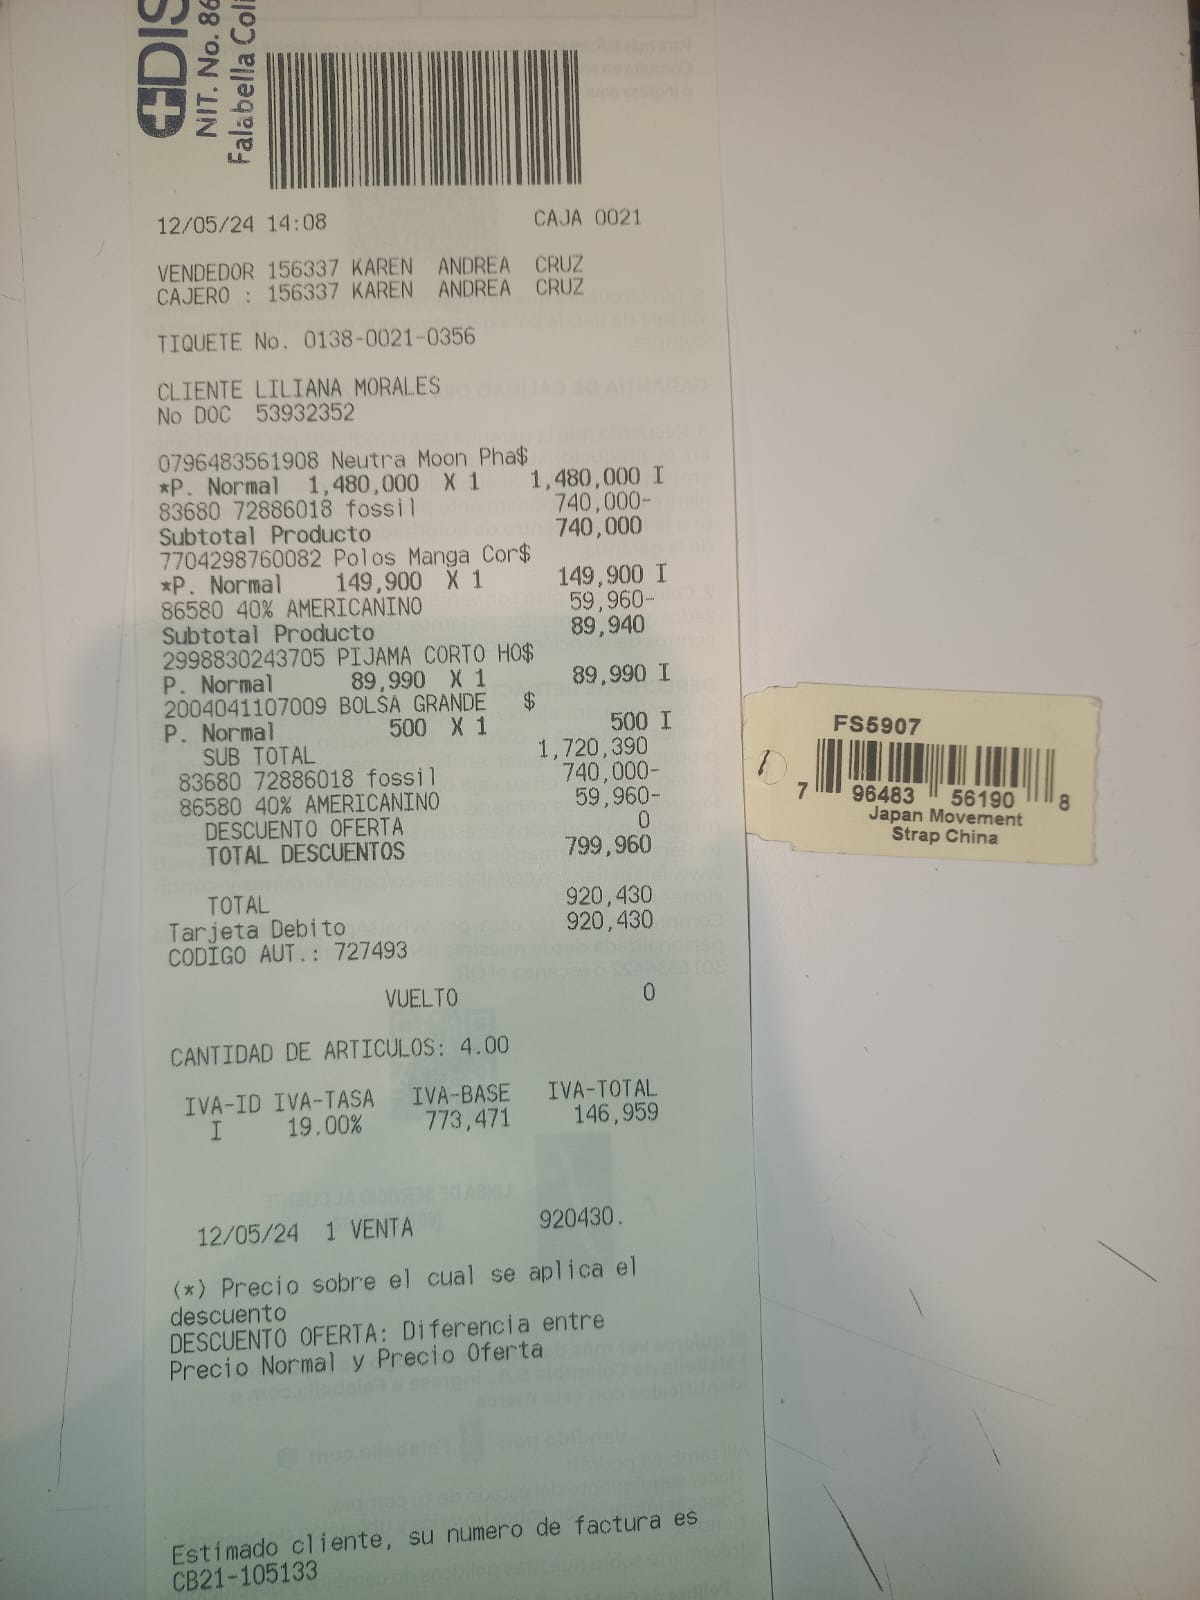 DIS
NIT. No. 86
Falabella Coli
12/05/24 14:08 CAJA 0021
VENDEDOR 156337 KAREN ANDREA CRUZ
CAJERO : 156337 KAREN ANDREA CRUZ
TIQUETE No. 0138-0021-0356
CLIENTE LILIANA MORALES
No DOC 53932352
0796483561908 Neutra Moon Pha$
*P. Normal 1,480,000 X 1 1,480,000 I
83680 72886018 fossil 740,000-
Subtotal Producto 740,000
7704298760082 Polos Manga Cor$
*P. Normal 149,900 X 1 149,900 I
86580 40% AMERICANINO 59,960-
Subtotal Producto 89,940
2998830243705 PIJAMA CORTO HO$
P. Normal 89,990 X 1 89,990 I
2004041107009 BOLSA GRANDE $
P. Normal 500 X 1 500 I
SUB TOTAL 1,720,390
83680 72886018 fossil 740,000-
86580 40% AMERICANINO 59,960-
DESCUENTO OFERTA 0
TOTAL DESCUENTOS 799,960
TOTAL 920,430
Tarjeta Debito 920,430
CODIGO AUT.: 727493
VUELTO 0
CANTIDAD DE ARTICULOS: 4.00
IVA-ID IVA-TASA IVA-BASE IVA-TOTAL
I 19.00% 773,471 146,959
12/05/24 1 VENTA 920430.
(*) Precio sobre el cual se aplica el
descuento
DESCUENTO OFERTA: Diferencia entre
Precio Normal y Precio Oferta
Estimado cliente, su numero de factura es
CB21-105133
FS5907
7 96483 56190 8
Japan Movement
Strap China